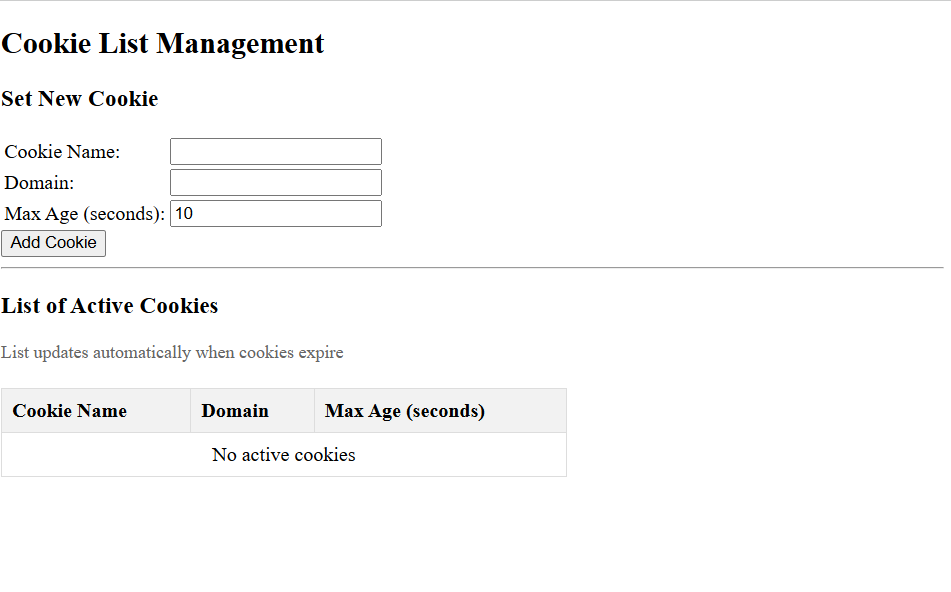 Cookie List Management
Set New Cookie
Cookie Name:
Domain:
Max Age (seconds): 10
Add Cookie
List of Active Cookies
List updates automatically when cookies expire
Cookie Name Domain Max Age (seconds)
No active cookies